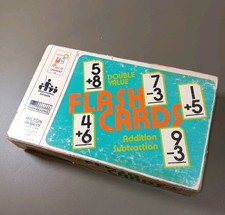 DOUBLE
VALUE
FLASH
CARDS
Addition
Subtraction
5
+8
7
-3
1
+5
4
+6
9
-3
MILTON
BRADLEY